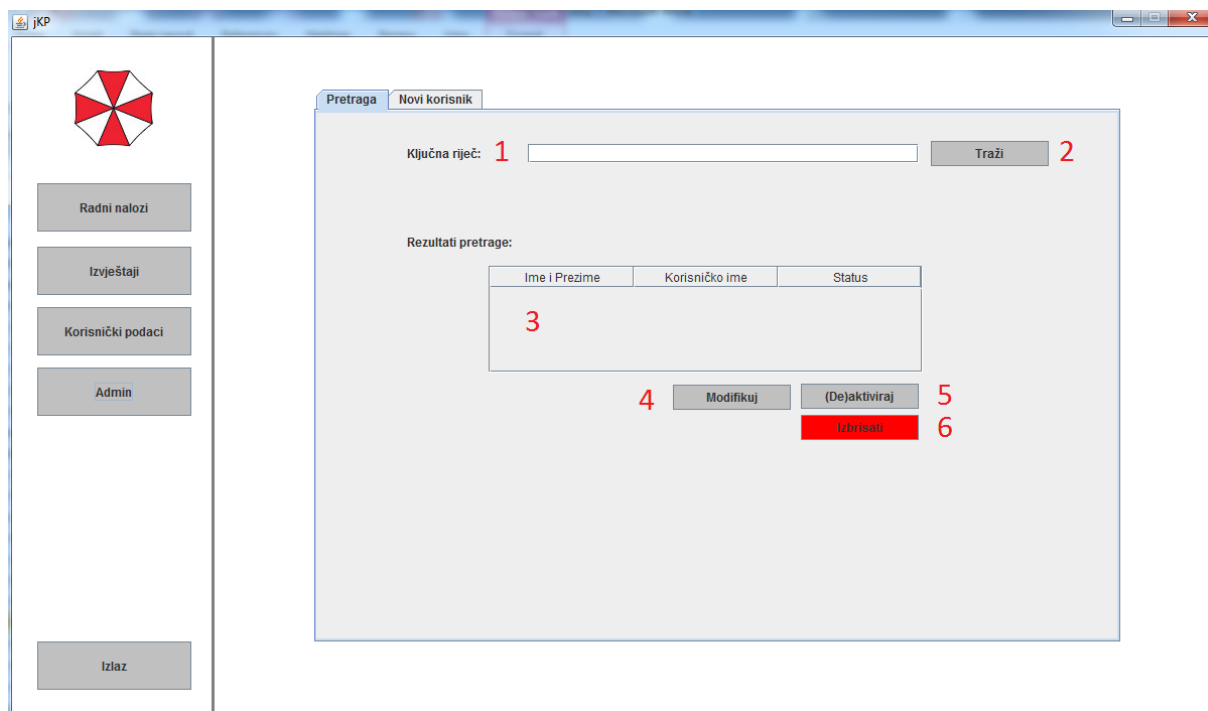 jKP
Pretraga Novi korisnik
Ključna riječ: 1 Traži 2
Radni nalozi
Rezultati pretrage:
Izvještaji
Ime i Prezime Korisničko ime Status
3
Korisnički podaci
Admin
4 Modifikuj (De)aktiviraj 5
Izbrisati 6
Izlaz